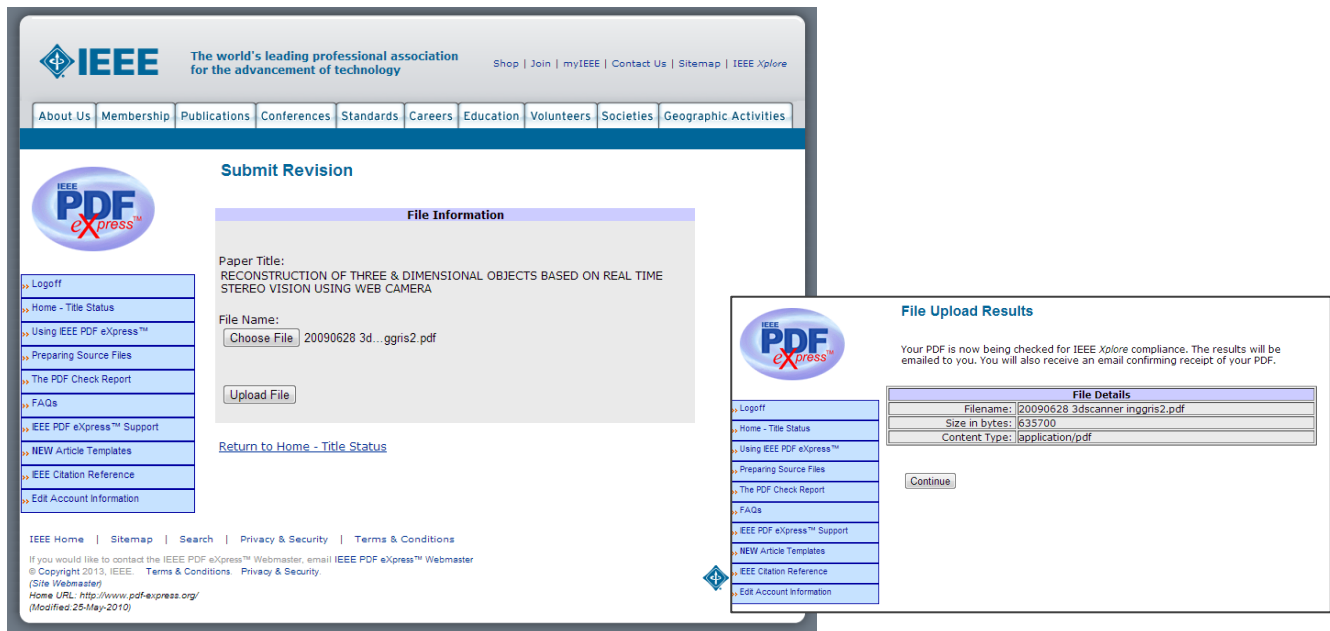 IEEE
The world's leading professional association
for the advancement of technology
Shop | Join | myIEEE | Contact Us | Sitemap | IEEE Xplore
About Us Membership Publications Conferences Standards Careers Education Volunteers Societies Geographic Activities
IEEE
PDF
eXpress™
Logoff
Home - Title Status
Using IEEE PDF eXpress™
Preparing Source Files
The PDF Check Report
FAQs
IEEE PDF eXpress™ Support
NEW Article Templates
IEEE Citation Reference
Edit Account Information
Submit Revision
File Information
Paper Title:
RECONSTRUCTION OF THREE & DIMENSIONAL OBJECTS BASED ON REAL TIME
STEREO VISION USING WEB CAMERA
File Name:
Choose File 20090628 3d...ggris2.pdf
Upload File
Return to Home - Title Status
IEEE Home | Sitemap | Search | Privacy & Security | Terms & Conditions
If you would like to contact the IEEE PDF eXpress™ Webmaster, email IEEE PDF eXpress™ Webmaster
© Copyright 2013, IEEE. Terms & Conditions. Privacy & Security.
(Site Webmaster)
Home URL: http://www.pdf-express.org/
(Modified:25-May-2010)
IEEE
PDF
eXpress™
Logoff
Home - Title Status
Using IEEE PDF eXpress™
Preparing Source Files
The PDF Check Report
FAQs
IEEE PDF eXpress™ Support
NEW Article Templates
IEEE Citation Reference
Edit Account Information
File Upload Results
Your PDF is now being checked for IEEE Xplore compliance. The results will be
emailed to you. You will also receive an email confirming receipt of your PDF.
File Details
Filename: 20090628 3dscanner inggris2.pdf
Size in bytes: 635700
Content Type: application/pdf
Continue